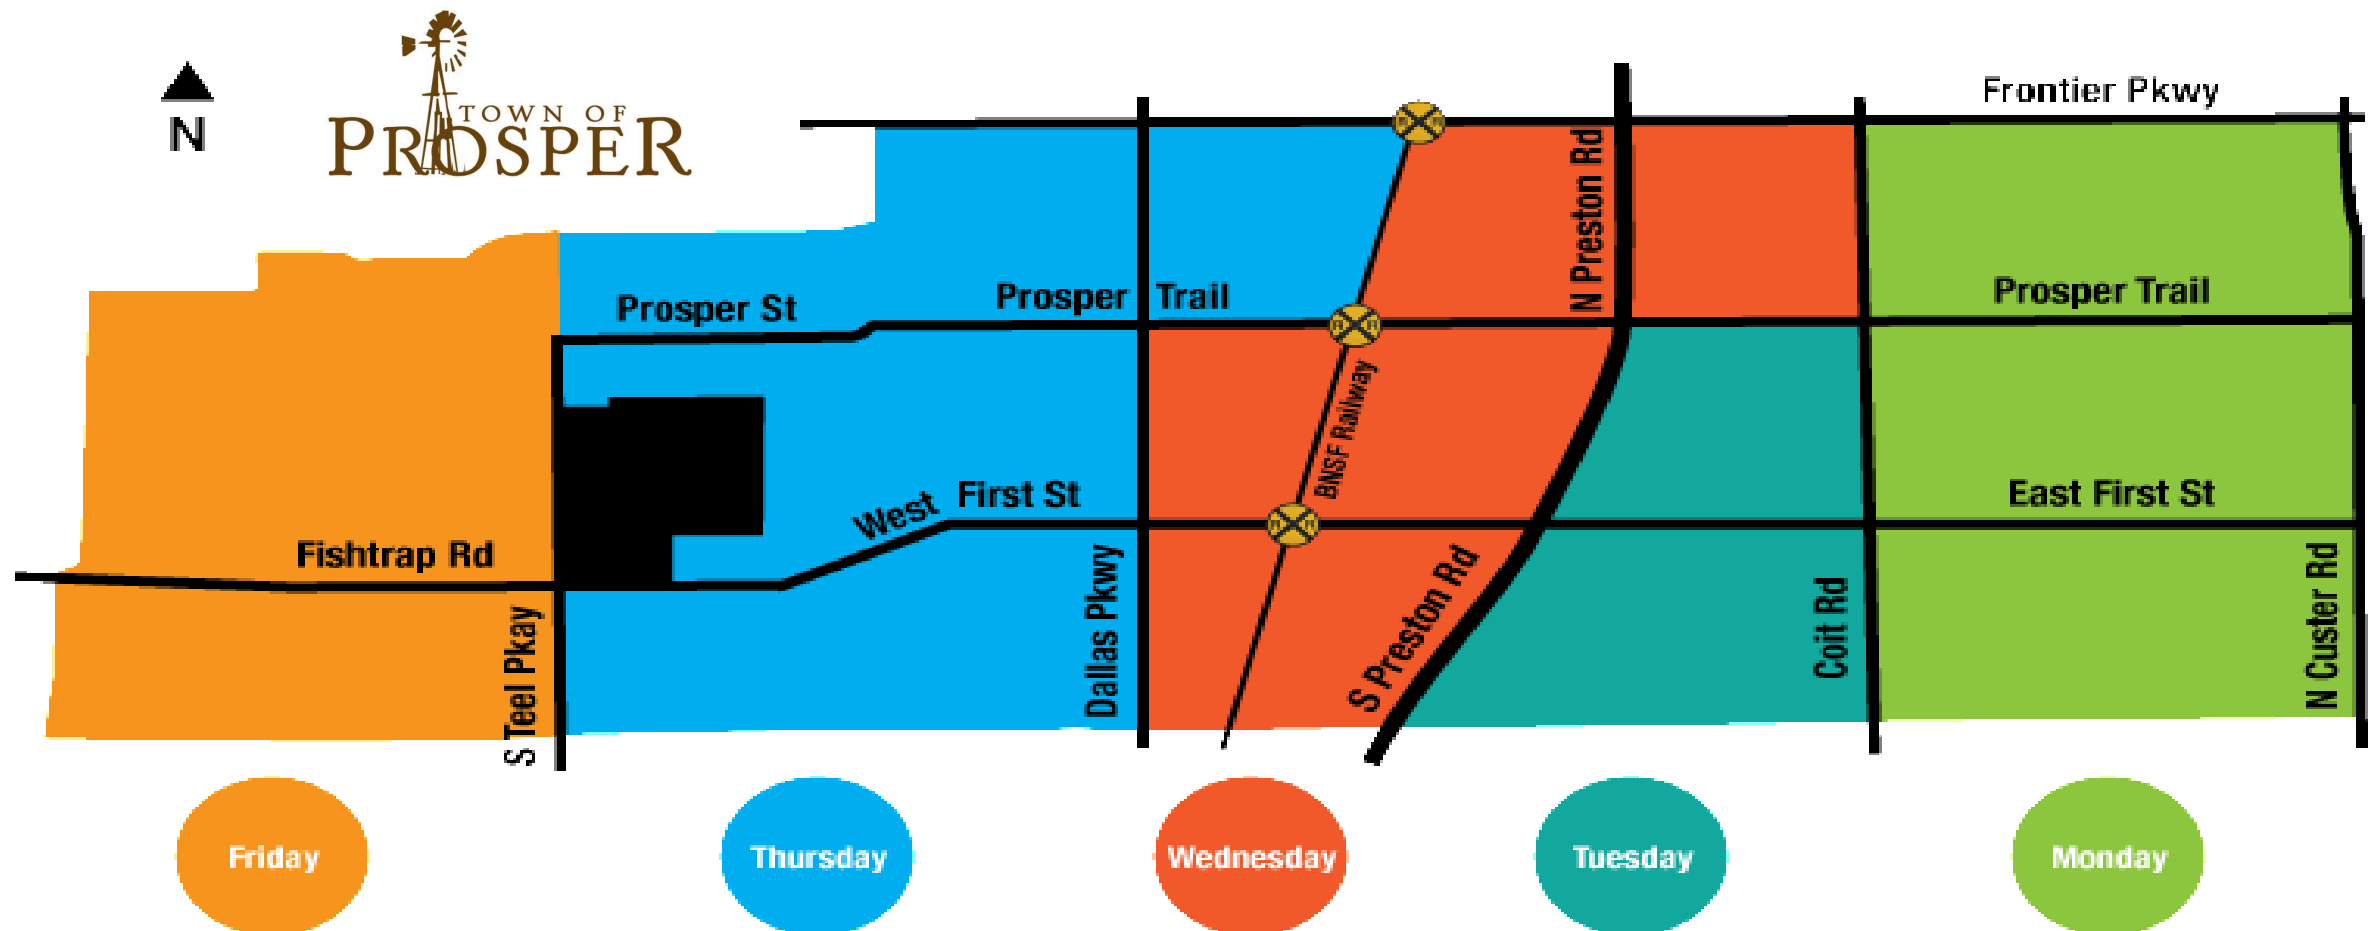 TOWN OF
PROSPER
N
Frontier Pkwy
N Preston Rd
Prosper St
Prosper Trail
Prosper Trail
BNSF Railway
West First St
East First St
Fishtrap Rd
S Teel Pkay
Dallas Pkwy
S Preston Rd
Coit Rd
N Custer Rd
Friday
Thursday
Wednesday
Tuesday
Monday